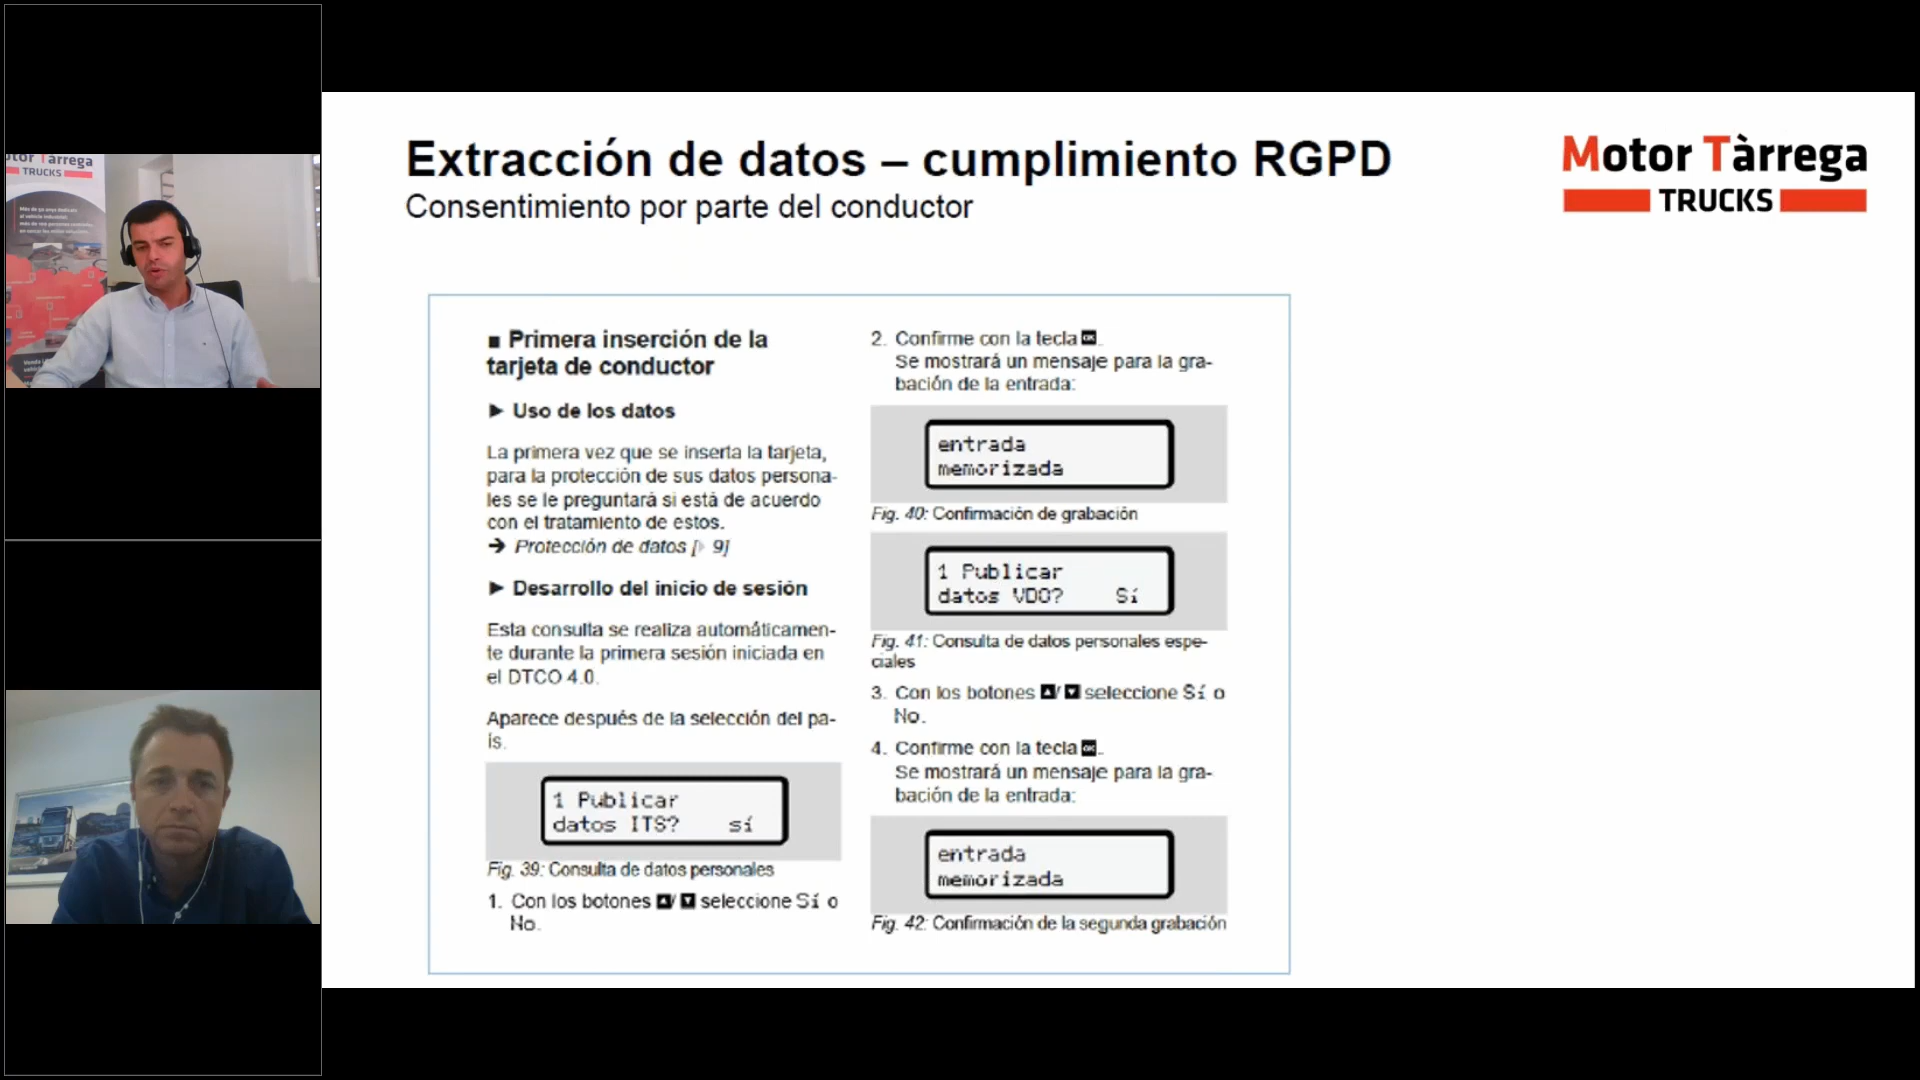 Extracción de datos – cumplimiento RGPD
Consentimiento por parte del conductor
Motor Tàrrega
TRUCKS
■ Primera inserción de la
tarjeta de conductor
► Uso de los datos
La primera vez que se inserta la tarjeta,
para la protección de sus datos persona-
les se le preguntará si está de acuerdo
con el tratamiento de estos.
➔ Protección de datos [▹ 9]
► Desarrollo del inicio de sesión
Esta consulta se realiza automáticamen-
te durante la primera sesión iniciada en
el DTCO 4.0.
Aparece después de la selección del pa-
ís.
1 Publicar
datos ITS? sí
Fig. 39: Consulta de datos personales
1. Con los botones ▲/▼ seleccione Sí o
No.
2. Confirme con la tecla OK.
Se mostrará un mensaje para la gra-
bación de la entrada:
entrada
memorizada
Fig. 40: Confirmación de grabación
1 Publicar
datos VDO? Sí
Fig. 41: Consulta de datos personales espe-
ciales
3. Con los botones ▲/▼ seleccione Sí o
No.
4. Confirme con la tecla OK.
Se mostrará un mensaje para la gra-
bación de la entrada:
entrada
memorizada
Fig. 42: Confirmación de la segunda grabación
otor Tàrrega
TRUCKS